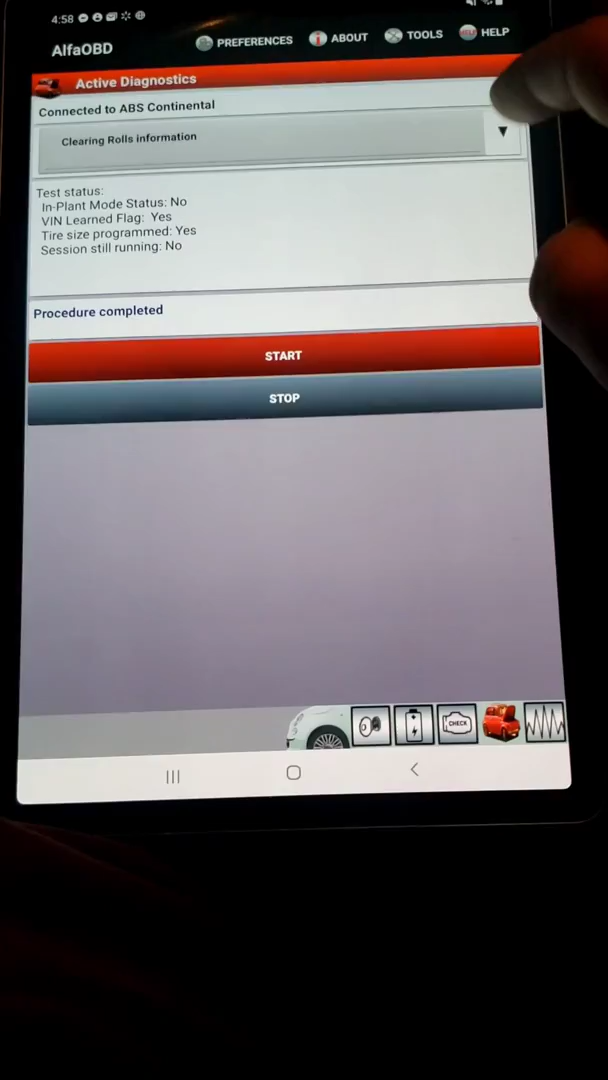 4:58
AlfaOBD
PREFERENCES
ABOUT
TOOLS
HELP
Active Diagnostics
Connected to ABS Continental
Clearing Rolls information
Test status:
In-Plant Mode Status: No
VIN Learned Flag: Yes
Tire size programmed: Yes
Session still running: No
Procedure completed
START
STOP
CHECK